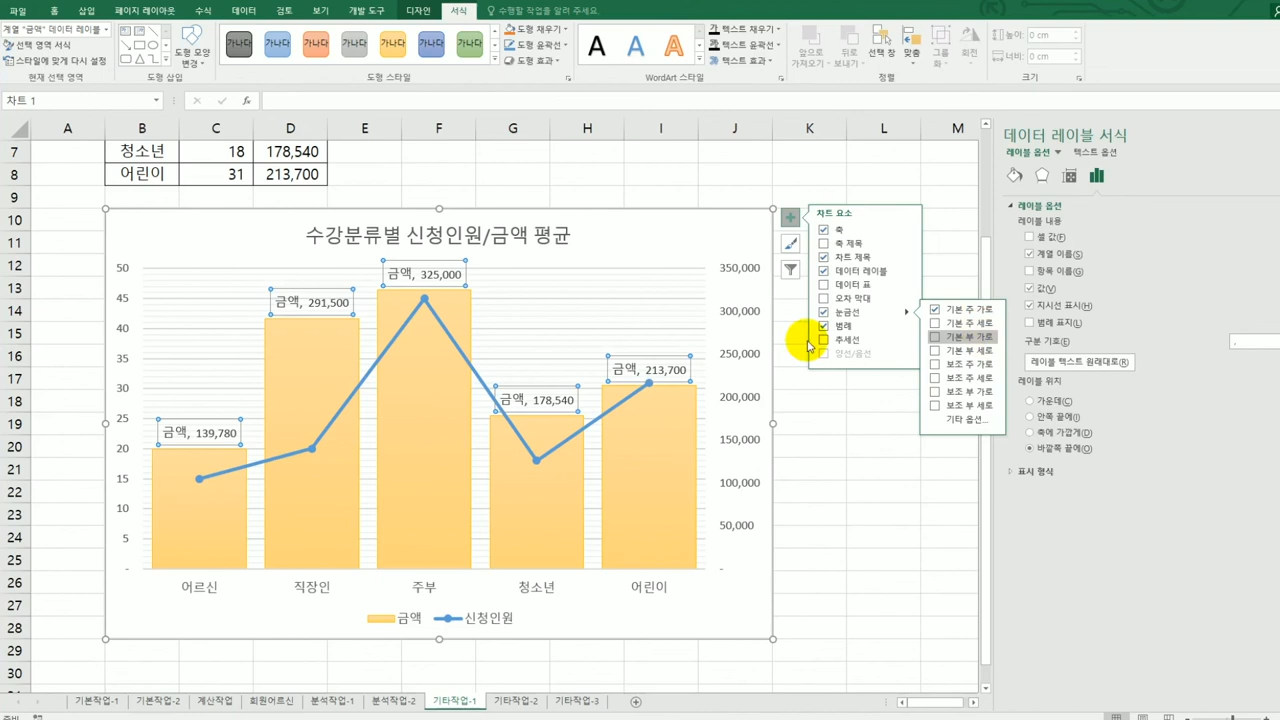 파일 홈 삽입 페이지 레이아웃 수식 데이터 검토 보기 개발 도구 디자인 서식 수행할 작업을 알려 주세요.
계열 "금액" 데이터 레이블
선택 영역 서식
스타일에 맞게 다시 설정
현재 선택 영역
도형 모양 변경
도형 삽입
가나다 가나다 가나다 가나다 가나다 가나다 가나다
도형 채우기
도형 윤곽선
도형 효과
도형 스타일
A A A
텍스트 채우기
텍스트 윤곽선
텍스트 효과
WordArt 스타일
앞으로 가져오기
뒤로 보내기
선택 창
맞춤
그룹화
회전
정렬
높이: 0 cm
너비: 0 cm
크기
차트 1
fx
A B C D E F G H I J K L M
7 청소년 18 178,540
8 어린이 31 213,700
9
10
11
12
13
14
15
16
17
18
19
20
21
22
23
24
25
26
27
28
29
30
수강분류별 신청인원/금액 평균
50
45
40
35
30
25
20
15
10
5
-
350,000
300,000
250,000
200,000
150,000
100,000
50,000
-
금액, 139,780
금액, 291,500
금액, 325,000
금액, 178,540
금액, 213,700
어르신 직장인 주부 청소년 어린이
금액 신청인원
차트 요소
축
축 제목
차트 제목
데이터 레이블
데이터 표
오차 막대
눈금선
범례
추세선
양선/음선
기본 주 가로
기본 주 세로
기본 부 가로
기본 부 세로
보조 주 가로
보조 주 세로
보조 부 가로
보조 부 세로
기타 옵션...
데이터 레이블 서식
레이블 옵션 텍스트 옵션
레이블 옵션
레이블 내용
셀 값(F)
계열 이름(S)
항목 이름(G)
값(V)
지시선 표시(H)
범례 표지(L)
구분 기호(E) ,
레이블 텍스트 원래대로(R)
레이블 위치
가운데(C)
안쪽 끝에(I)
축에 가깝게(D)
바깥쪽 끝에(O)
표시 형식
기본작업-1 기본작업-2 계산작업 회원어르신 분석작업-1 분석작업-2 기타작업-1 기타작업-2 기타작업-3